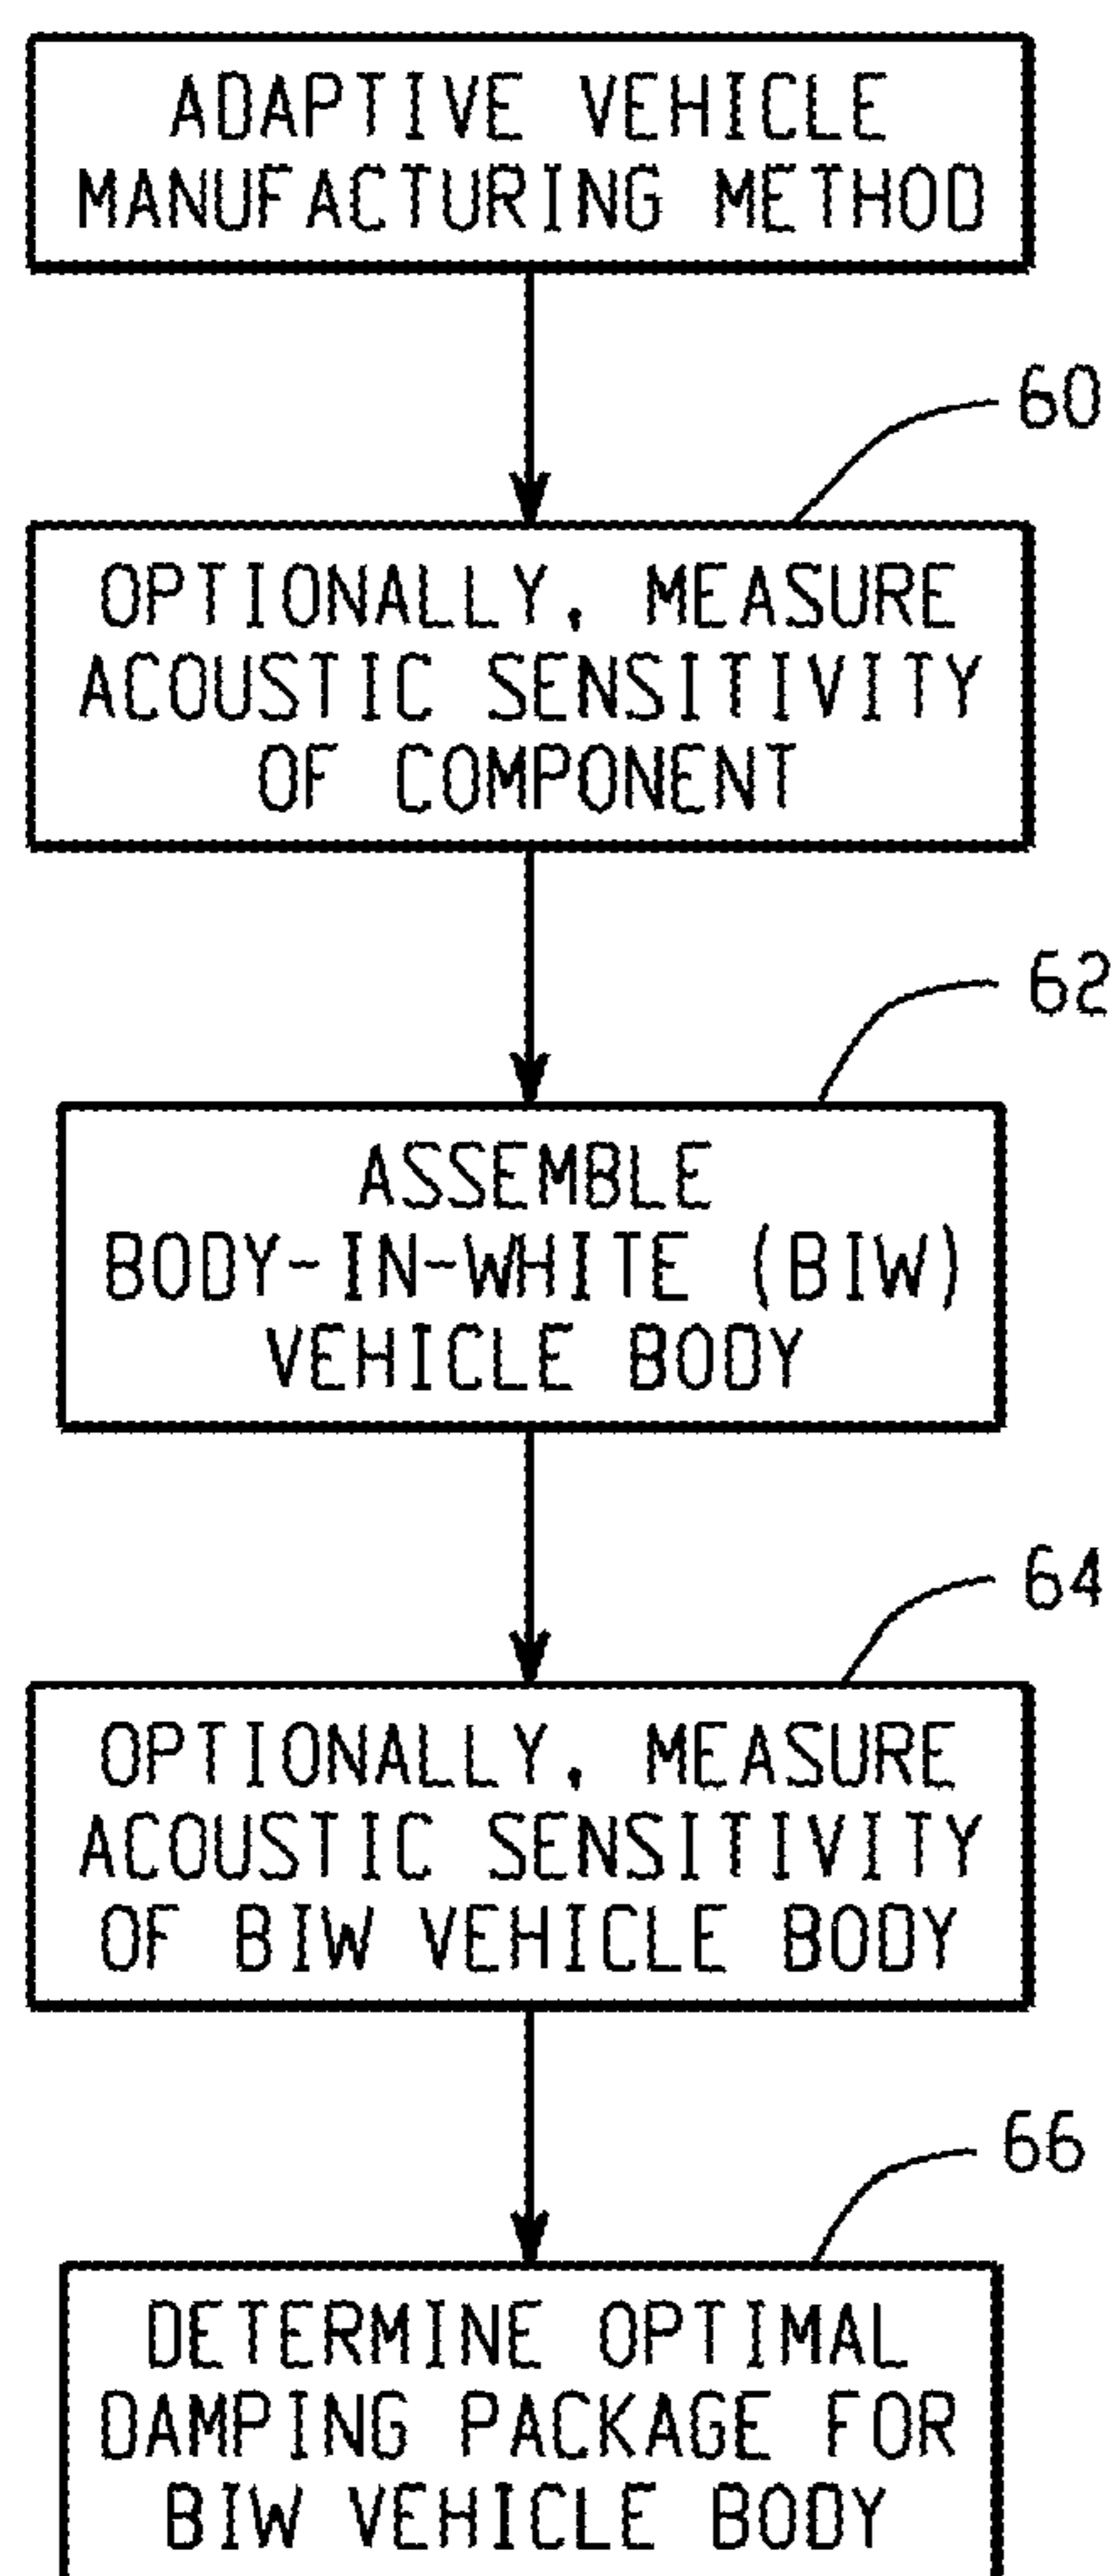 ADAPTIVE VEHICLE
MANUFACTURING METHOD
60
OPTIONALLY, MEASURE
ACOUSTIC SENSITIVITY
OF COMPONENT
62
ASSEMBLE
BODY-IN-WHITE (BIW)
VEHICLE BODY
64
OPTIONALLY, MEASURE
ACOUSTIC SENSITIVITY
OF BIW VEHICLE BODY
66
DETERMINE OPTIMAL
DAMPING PACKAGE FOR
BIW VEHICLE BODY